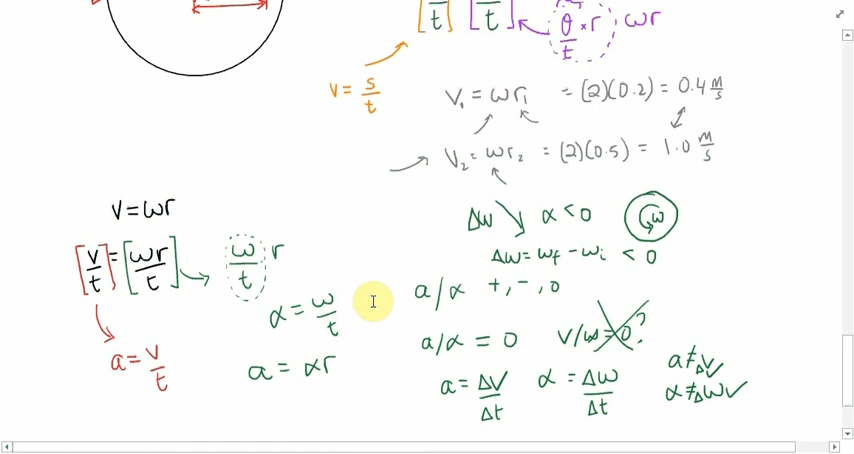 [/t] [/t] θ/t × r ωr
v = s/t
V₁ = ωr₁ = (2)(0.2) = 0.4 m/s
V₂ = ωr₂ = (2)(0.5) = 1.0 m/s
v = ωr
[v/t] = [ωr/t] ω/t r
α = ω/t
a = v/t
a = αr
Δω α < 0 ω
Δω = ωf − ωi < 0
a/α +, −, 0
a/α = 0 v/ω = 0?
a = Δv/Δt α = Δω/Δt
a ≠ Δv ✓
α ≠ Δω ✓